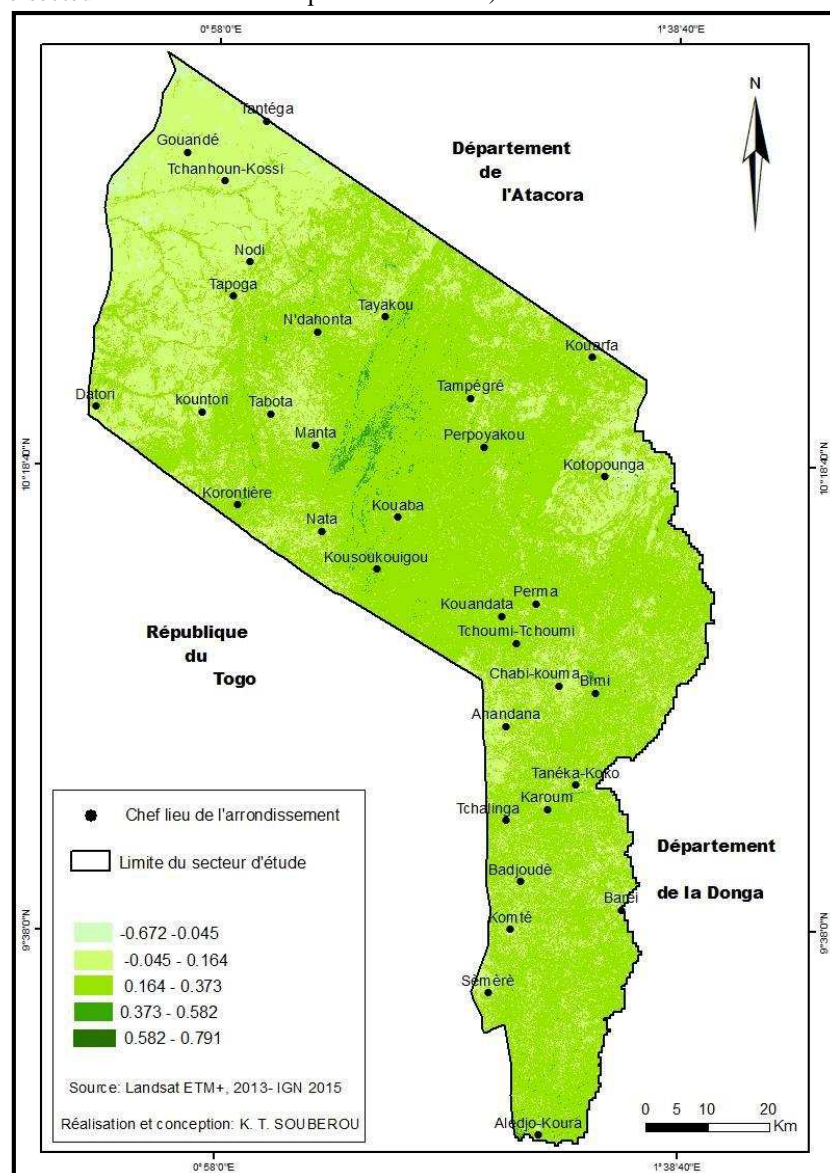 0°58'0"E
1°38'40"E
N
Tantéga
Gouandé
Tchanhoun-Kossi
Département
de
l'Atacora
Nodi
Tapoga
Tayakou
N'dahonta
Kouarfa
Datori
kountori
Tabota
Tampégré
Manta
Perpoyakou
10°18'40"N
10°18'40"N
Kotopounga
Korontière
Nata
Kouaba
Kousoukouigou
Perma
Kouandata
Tchoumi-Tchoumi
République
du
Togo
Chabi-kouma
Bimi
Anandana
Tanéka-Koko
Karoum
Tchalinga
Chef lieu de l'arrondissement
Limite du secteur d'étude
Département
de la Donga
Badjoudè
Barei
Komté
9°38'0"N
9°38'0"N
-0.672 -0.045
-0.045 - 0.164
0.164 - 0.373
0.373 - 0.582
0.582 - 0.791
Sèmèrè
Source: Landsat ETM+, 2013- IGN 2015
Réalisation et conception: K. T. SOUBEROU
0 5 10 20
Km
Alédjo-Koura
0°58'0"E
1°38'40"E